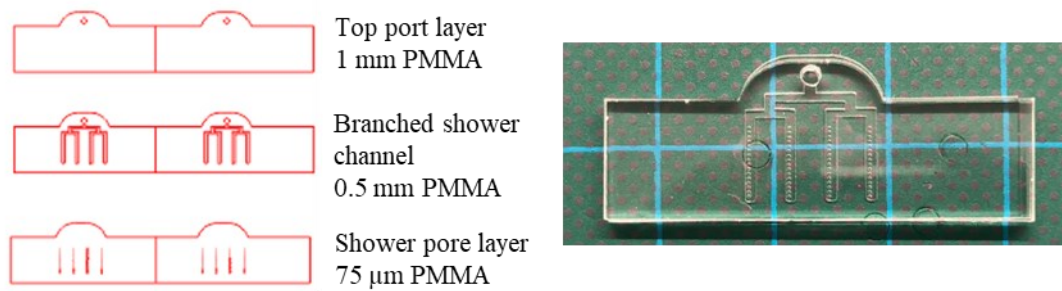 Top port layer
1 mm PMMA
Branched shower
channel
0.5 mm PMMA
Shower pore layer
75 μm PMMA